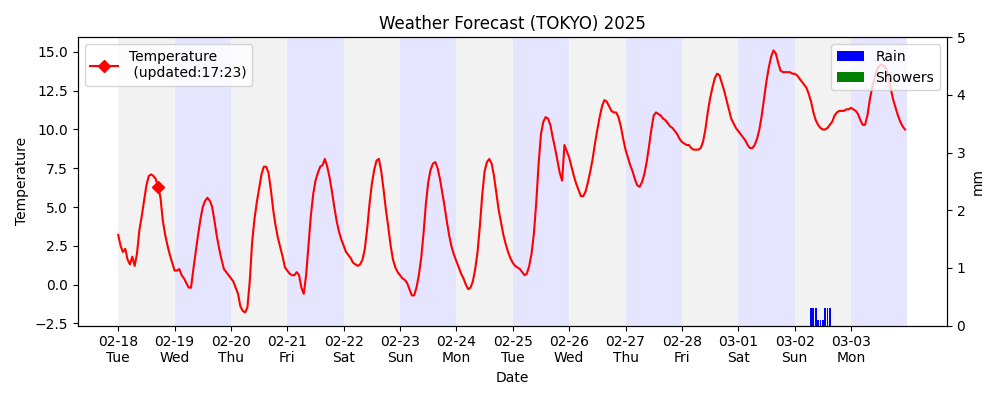 Weather Forecast (TOKYO) 2025
Temperature
(updated:17:23)
Rain
Showers
Temperature
15.0
12.5
10.0
7.5
5.0
2.5
0.0
−2.5
5
4
3
2
1
0
mm
02-18 02-19 02-20 02-21 02-22 02-23 02-24 02-25 02-26 02-27 02-28 03-01 03-02 03-03
Tue Wed Thu Fri Sat Sun Mon Tue Wed Thu Fri Sat Sun Mon
Date